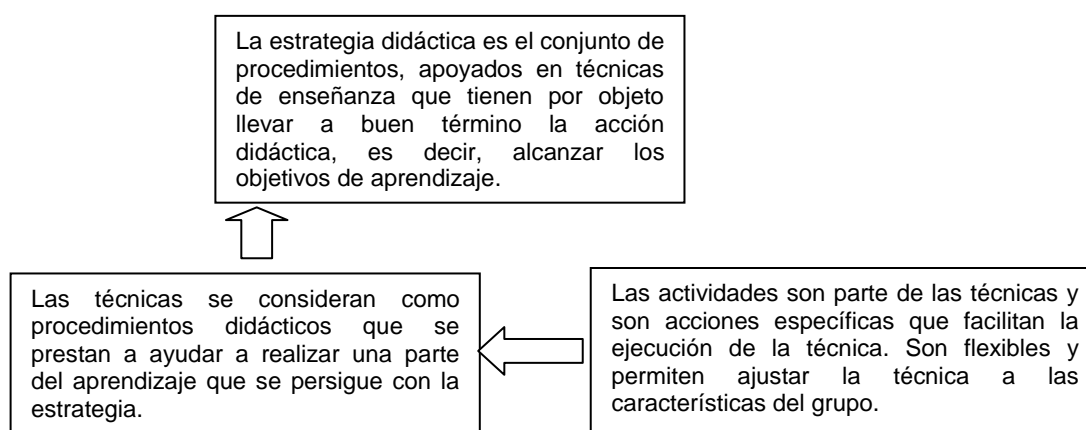 La estrategia didáctica es el conjunto de
procedimientos, apoyados en técnicas
de enseñanza que tienen por objeto
llevar a buen término la acción
didáctica, es decir, alcanzar los
objetivos de aprendizaje.
Las técnicas se consideran como
procedimientos didácticos que se
prestan a ayudar a realizar una parte
del aprendizaje que se persigue con la
estrategia.
Las actividades son parte de las técnicas y
son acciones específicas que facilitan la
ejecución de la técnica. Son flexibles y
permiten ajustar la técnica a las
características del grupo.